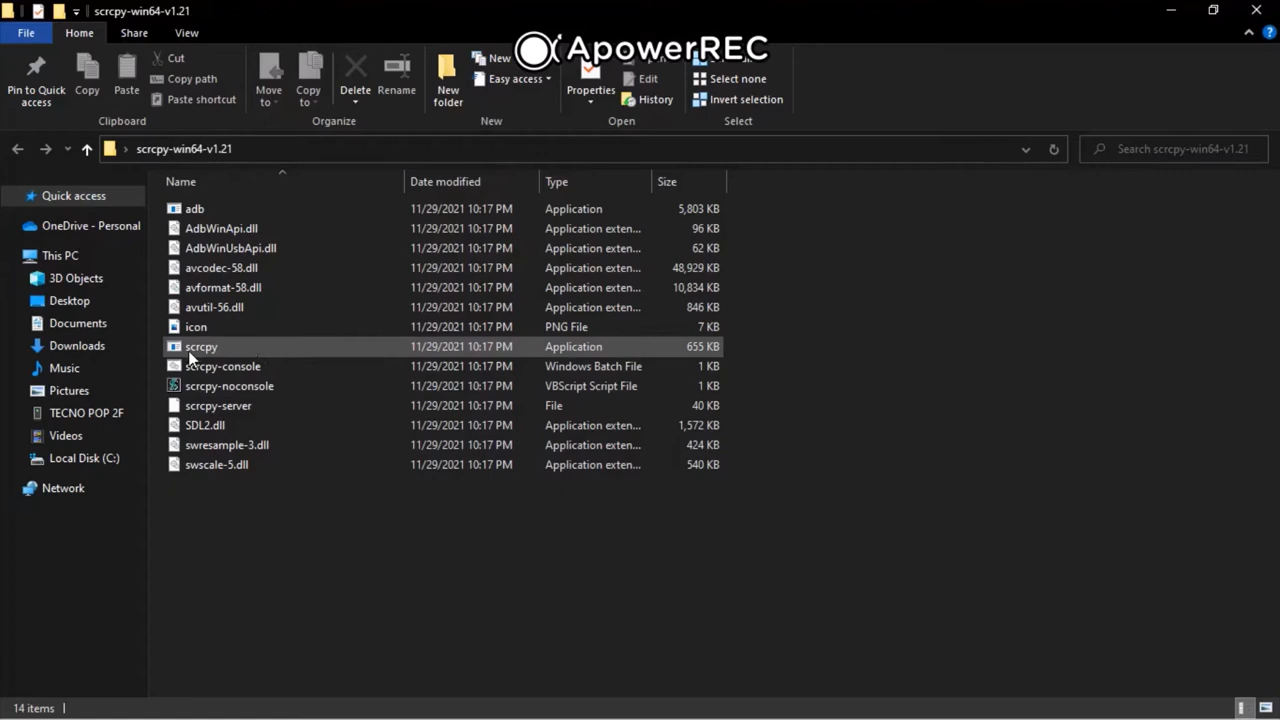 scrcpy-win64-v1.21
File Home Share View
ApowerREC
Pin to Quick access
Copy
Paste
Cut
Copy path
Paste shortcut
Clipboard
Move to
Copy to
Delete
Rename
Organize
New folder
New
Easy access
New
Properties
Edit
History
Open
Select none
Invert selection
Select
scrcpy-win64-v1.21
Search scrcpy-win64-v1.21
Quick access
OneDrive - Personal
This PC
3D Objects
Desktop
Documents
Downloads
Music
Pictures
TECNO POP 2F
Videos
Local Disk (C:)
Network
Name Date modified Type Size
adb 11/29/2021 10:17 PM Application 5,803 KB
AdbWinApi.dll 11/29/2021 10:17 PM Application exten... 96 KB
AdbWinUsbApi.dll 11/29/2021 10:17 PM Application exten... 62 KB
avcodec-58.dll 11/29/2021 10:17 PM Application exten... 48,929 KB
avformat-58.dll 11/29/2021 10:17 PM Application exten... 10,834 KB
avutil-56.dll 11/29/2021 10:17 PM Application exten... 846 KB
icon 11/29/2021 10:17 PM PNG File 7 KB
scrcpy 11/29/2021 10:17 PM Application 655 KB
scrcpy-console 11/29/2021 10:17 PM Windows Batch File 1 KB
scrcpy-noconsole 11/29/2021 10:17 PM VBScript Script File 1 KB
scrcpy-server 11/29/2021 10:17 PM File 40 KB
SDL2.dll 11/29/2021 10:17 PM Application exten... 1,572 KB
swresample-3.dll 11/29/2021 10:17 PM Application exten... 424 KB
swscale-5.dll 11/29/2021 10:17 PM Application exten... 540 KB
14 items